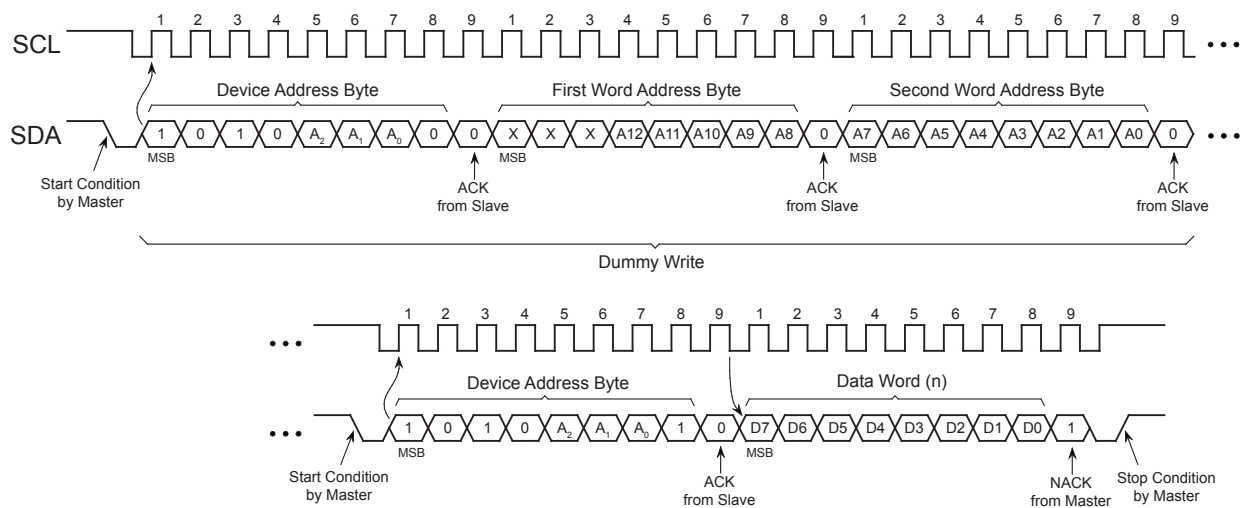 1 2 3 4 5 6 7 8 9 1 2 3 4 5 6 7 8 9 1 2 3 4 5 6 7 8 9
SCL
Device Address Byte First Word Address Byte Second Word Address Byte
SDA 1 0 1 0 A2 A1 A0 0 0 X X X A12 A11 A10 A9 A8 0 A7 A6 A5 A4 A3 A2 A1 A0 0
MSB MSB MSB
Start Condition
by Master
ACK
from Slave
ACK
from Slave
ACK
from Slave
Dummy Write
1 2 3 4 5 6 7 8 9 1 2 3 4 5 6 7 8 9
Device Address Byte Data Word (n)
1 0 1 0 A2 A1 A0 1 0 D7 D6 D5 D4 D3 D2 D1 D0 1
MSB MSB
Start Condition
by Master
ACK
from Slave
NACK
from Master
Stop Condition
by Master